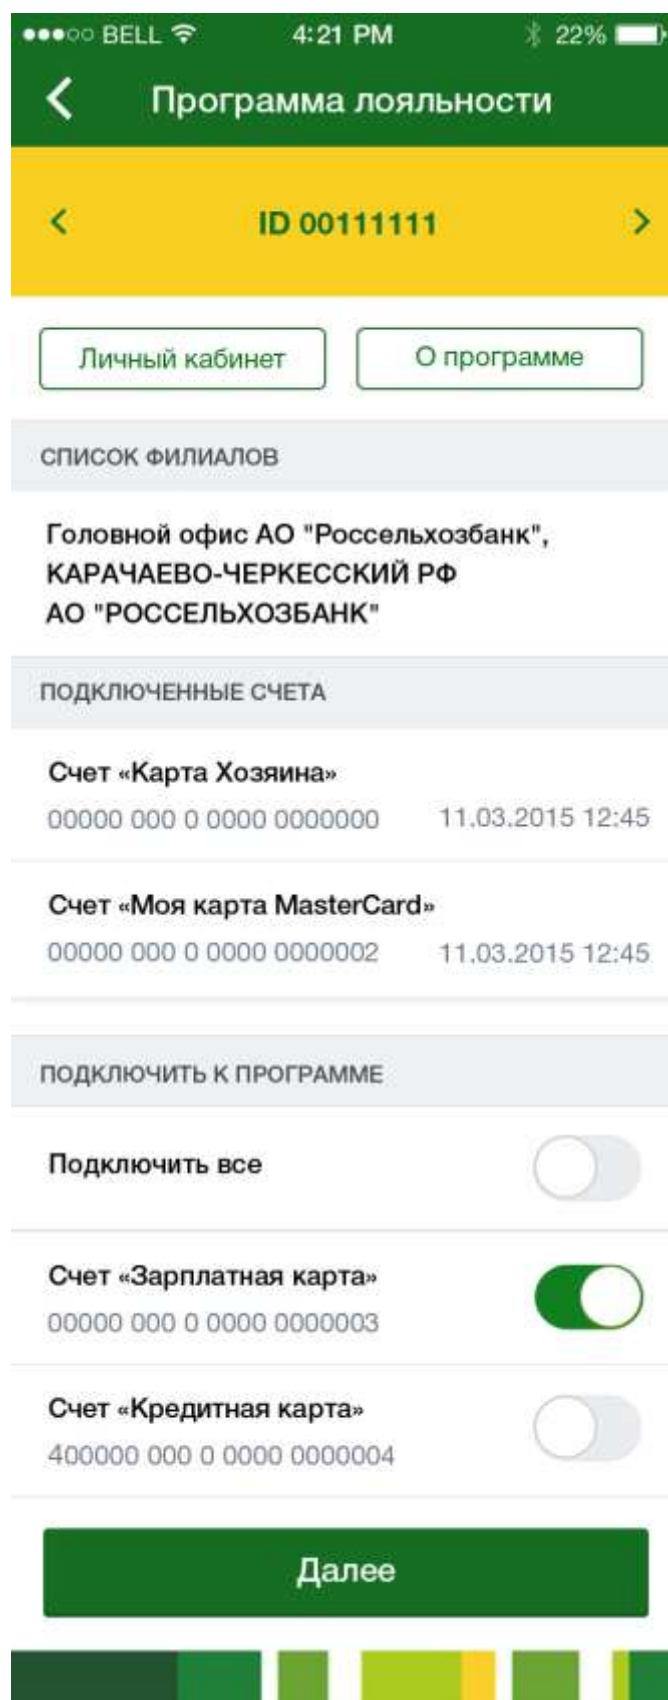 BELL 4:21 PM 22%
Программа лояльности
ID 00111111
Личный кабинет О программе
СПИСОК ФИЛИАЛОВ
Головной офис АО "Россельхозбанк",
КАРАЧАЕВО-ЧЕРКЕССКИЙ РФ
АО "РОССЕЛЬХОЗБАНК"
ПОДКЛЮЧЕННЫЕ СЧЕТА
Счет «Карта Хозяина»
00000 000 0 0000 0000000 11.03.2015 12:45
Счет «Моя карта MasterCard»
00000 000 0 0000 0000002 11.03.2015 12:45
ПОДКЛЮЧИТЬ К ПРОГРАММЕ
Подключить все
Счет «Зарплатная карта»
00000 000 0 0000 0000003
Счет «Кредитная карта»
400000 000 0 0000 0000004
Далее